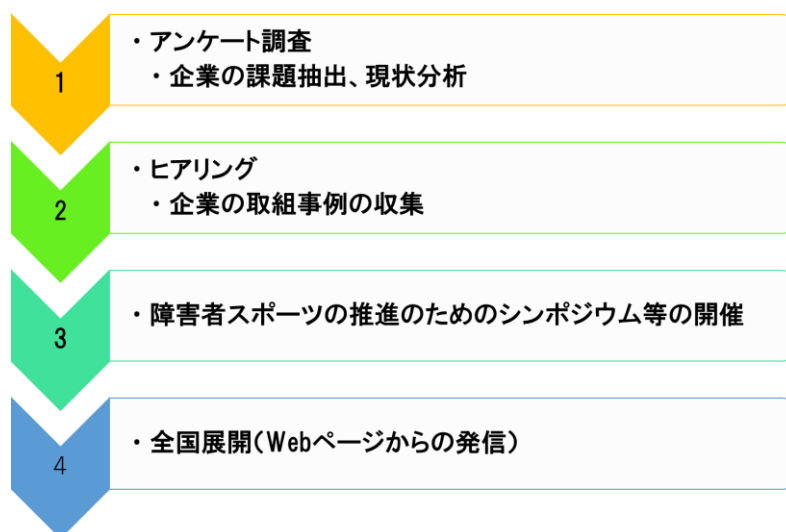 1
・アンケート調査
・企業の課題抽出、現状分析
2
・ヒアリング
・企業の取組事例の収集
3
・障害者スポーツの推進のためのシンポジウム等の開催
4
・全国展開(Webページからの発信)